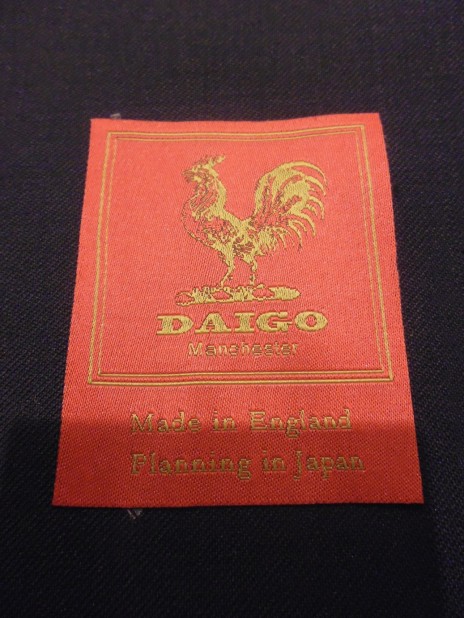 DAIGO
Manchester
Made in England
Planning in Japan